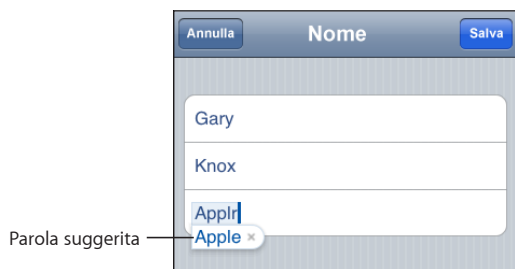 Annulla Nome Salva
Gary
Knox
Applr
Parola suggerita Apple ×